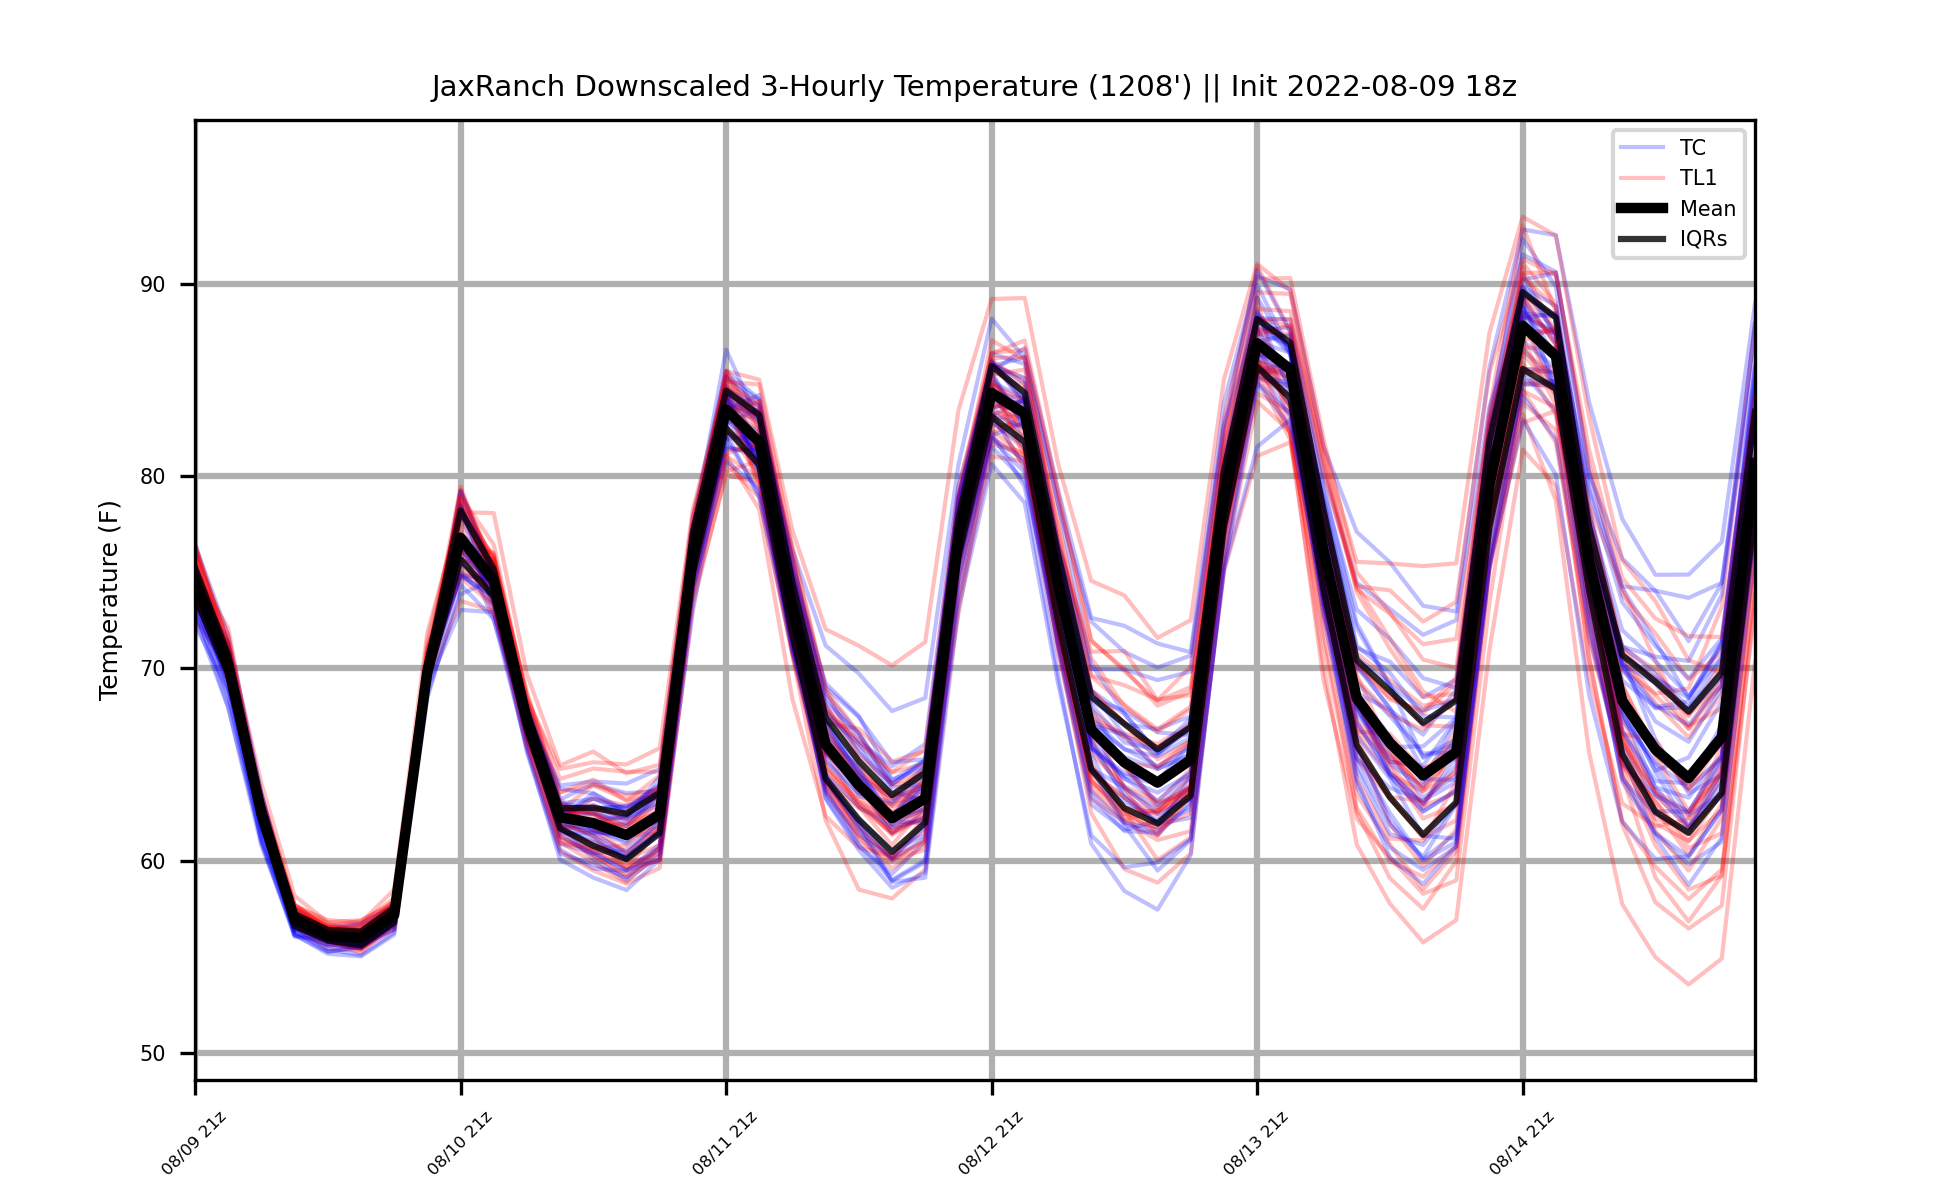 JaxRanch Downscaled 3-Hourly Temperature (1208') || Init 2022-08-09 18z
TC
TL1
Mean
IQRs
Temperature (F)
90
80
70
60
50
08/09 21z
08/10 21z
08/11 21z
08/12 21z
08/13 21z
08/14 21z